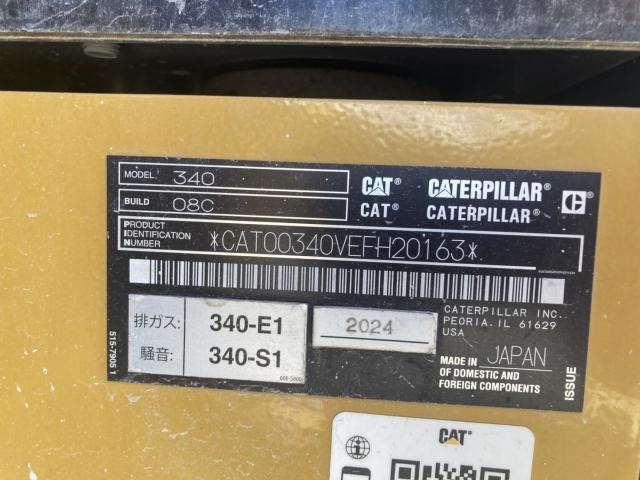 MODEL 340
BUILD 08C
CAT® CATERPILLAR®
CAT® CATERPILLAR®
PRODUCT IDENTIFICATION NUMBER
*CAT00340VEFH20163*
排ガス: 340-E1
騒音: 340-S1
2024
CATERPILLAR INC.
PEORIA. IL 61629
USA
MADE IN JAPAN
OF DOMESTIC AND
FOREIGN COMPONENTS
ISSUE
515-7905 1
CAT®